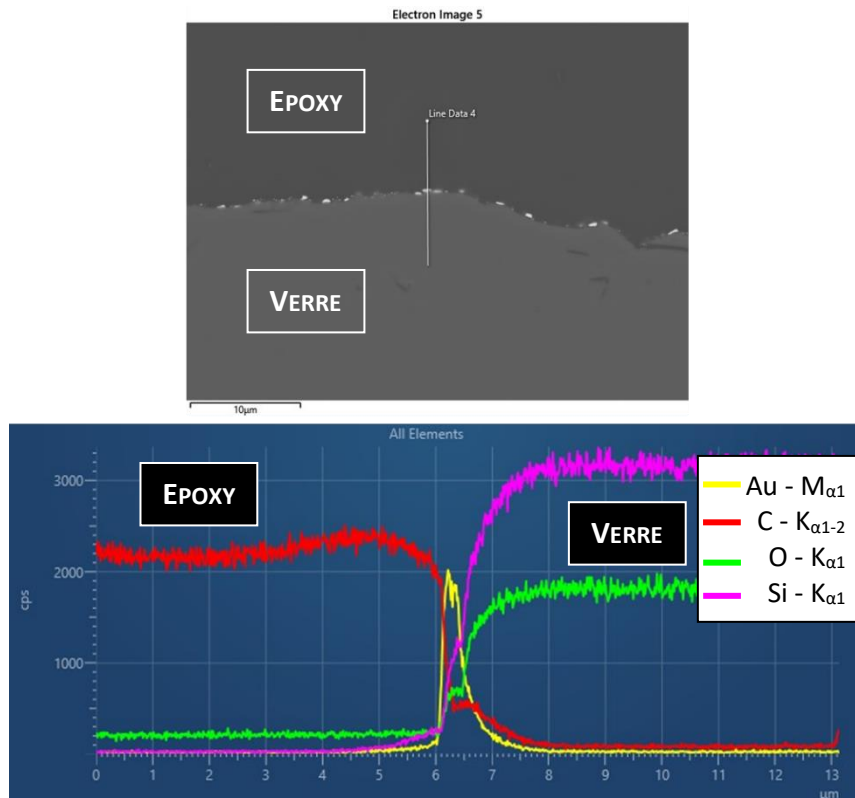 Electron Image 5
EPOXY
Line Data 4
VERRE
10µm
All Elements
EPOXY
VERRE
Au - Mα1
C - Kα1-2
O - Kα1
Si - Kα1
3000
2000
1000
cps
0 1 2 3 4 5 6 7 8 9 10 11 12 13
µm